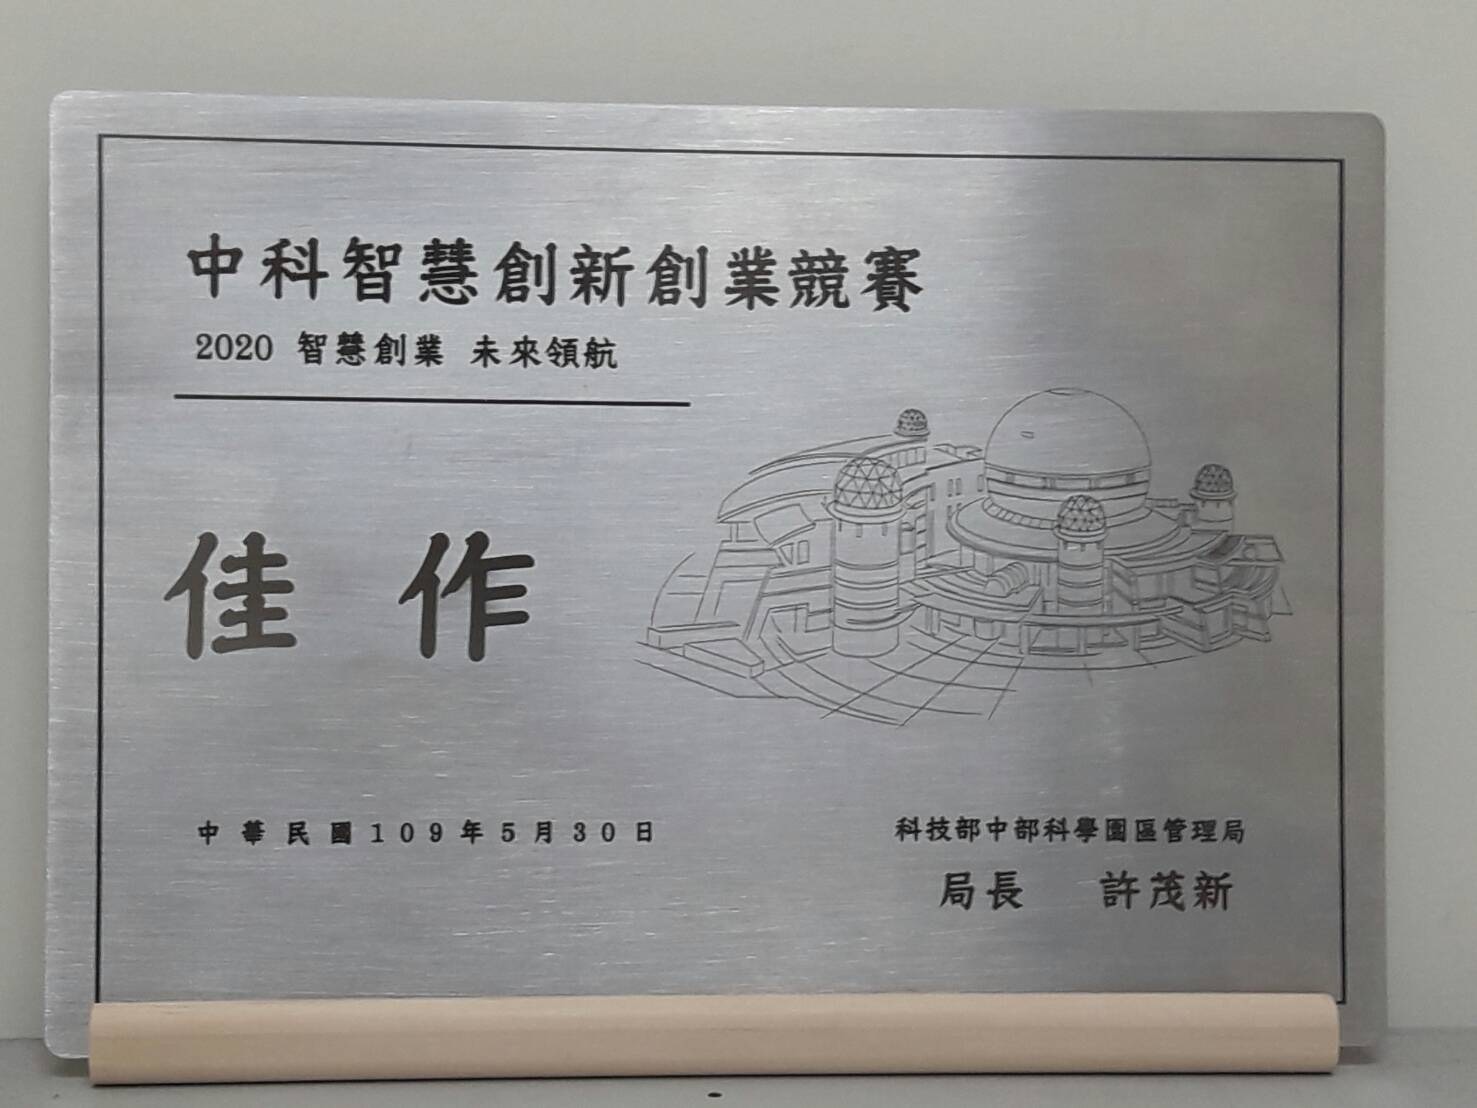 中科智慧創新創業競賽
2020 智慧創業 未來領航
佳 作
中華民國109年5月30日
科技部中部科學園區管理局
局長 許茂新